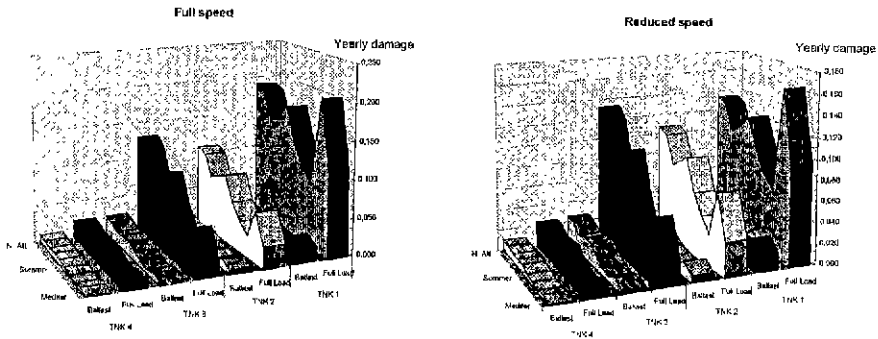 Full speed
Yearly damage
0,250
0,200
0,150
0,100
0,050
0,000
N. Atl.
Summer
Mediter
Ballast
Full Load
Ballast
Full Load
Ballast
Full Load
Ballast
Full Load
TNK 4
TNK 3
TNK 2
TNK 1
Reduced speed
Yearly damage
0,180
0,160
0,140
0,120
0,100
0,080
0,060
0,040
0,020
0,000
N. Atl.
Summer
Mediter
Ballast
Full Load
Ballast
Full Load
Ballast
Full Load
Ballast
Full Load
TNK 4
TNK 3
TNK 2
TNK 1